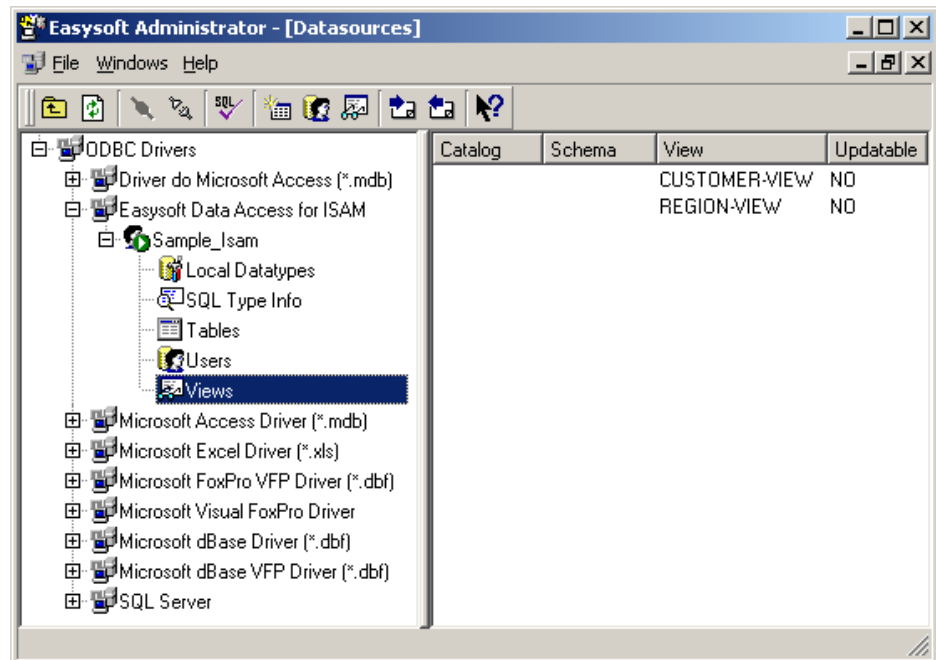 Easysoft Administrator - [Datasources]
File Windows Help
SQL
ODBC Drivers
Driver do Microsoft Access (*.mdb)
Easysoft Data Access for ISAM
Sample_Isam
Local Datatypes
SQL Type Info
Tables
Users
Views
Microsoft Access Driver (*.mdb)
Microsoft Excel Driver (*.xls)
Microsoft FoxPro VFP Driver (*.dbf)
Microsoft Visual FoxPro Driver
Microsoft dBase Driver (*.dbf)
Microsoft dBase VFP Driver (*.dbf)
SQL Server
Catalog Schema View Updatable
CUSTOMER-VIEW NO
REGION-VIEW NO